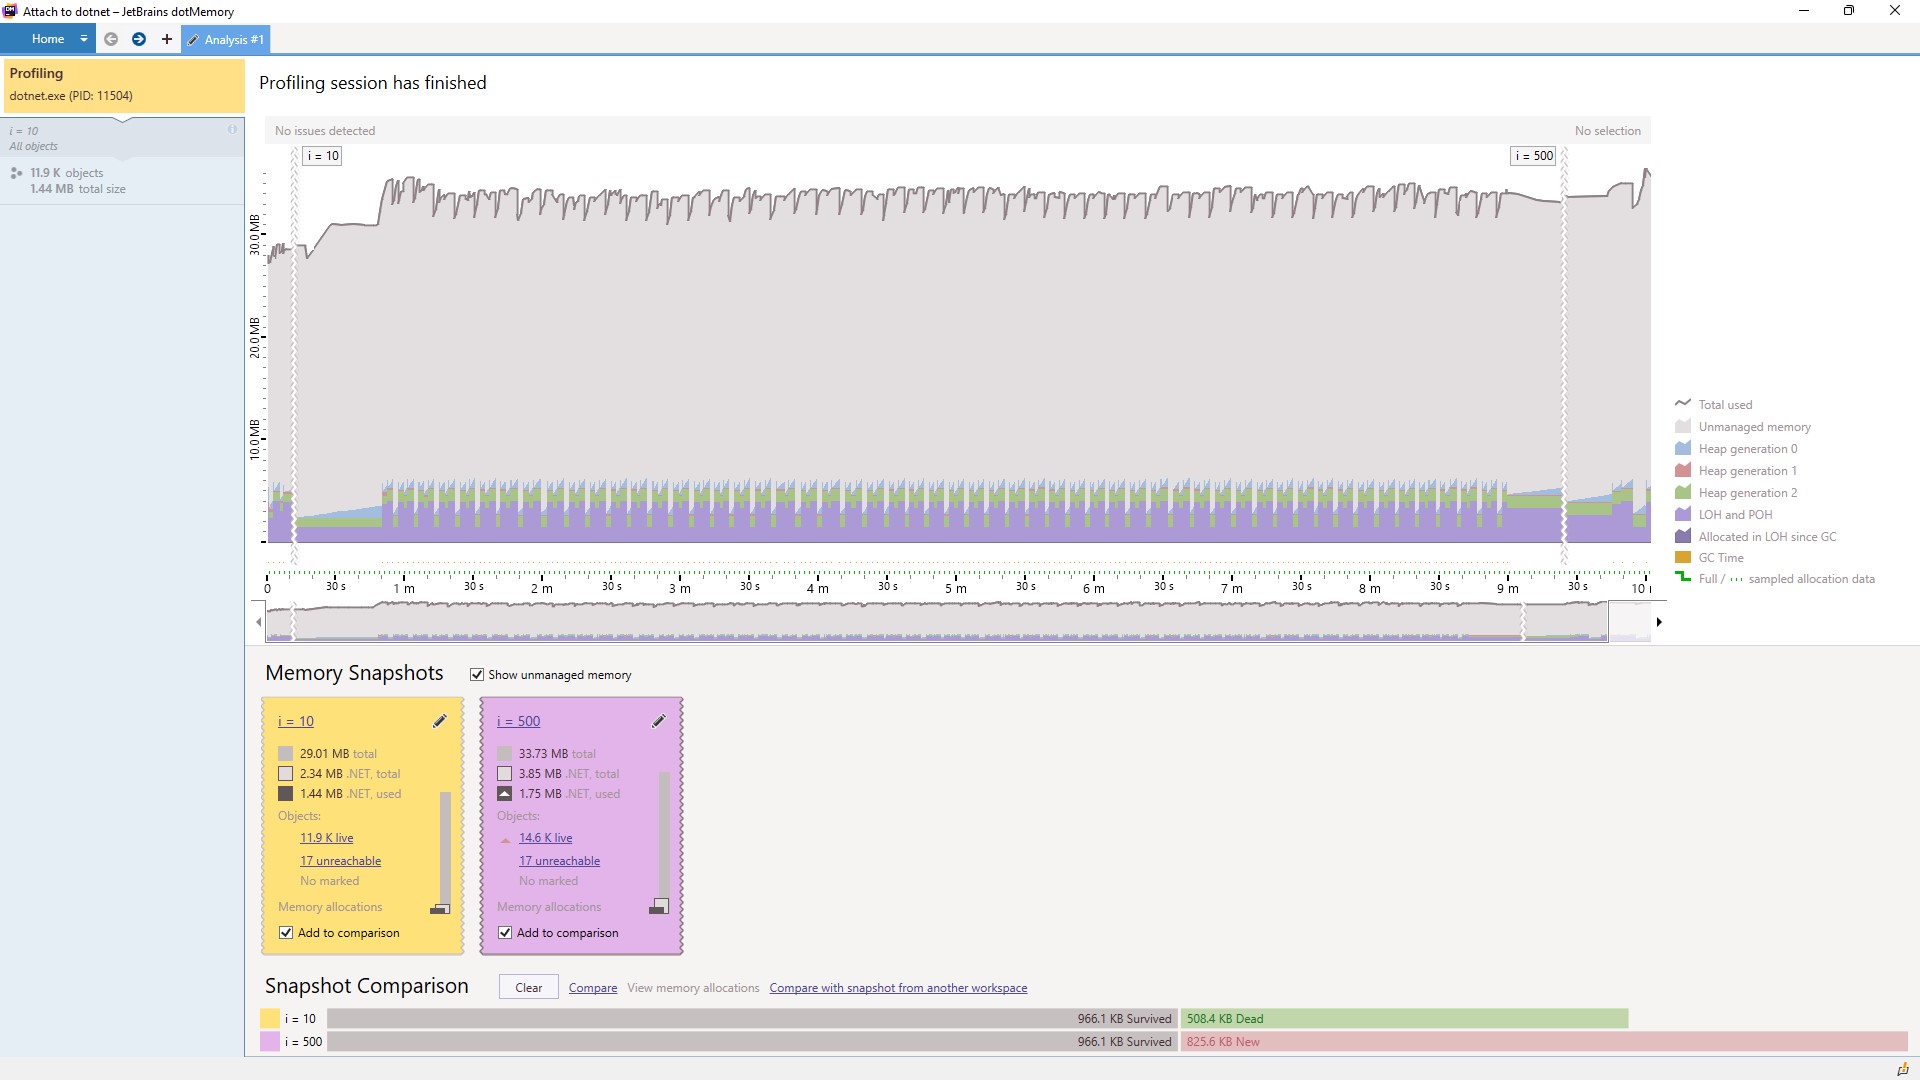 Attach to dotnet – JetBrains dotMemory
Home
Analysis #1
Profiling
dotnet.exe (PID: 11504)
i = 10
All objects
11.9 K objects
1.44 MB total size
Profiling session has finished
No issues detected
No selection
i = 10
i = 500
30.0 MB
20.0 MB
10.0 MB
0 30 s 1 m 30 s 2 m 30 s 3 m 30 s 4 m 30 s 5 m 30 s 6 m 30 s 7 m 30 s 8 m 30 s 9 m 30 s 10
Total used
Unmanaged memory
Heap generation 0
Heap generation 1
Heap generation 2
LOH and POH
Allocated in LOH since GC
GC Time
Full / sampled allocation data
Memory Snapshots
Show unmanaged memory
i = 10
29.01 MB total
2.34 MB .NET, total
1.44 MB .NET, used
Objects:
11.9 K live
17 unreachable
No marked
Memory allocations
Add to comparison
i = 500
33.73 MB total
3.85 MB .NET, total
1.75 MB .NET, used
Objects:
14.6 K live
17 unreachable
No marked
Memory allocations
Add to comparison
Snapshot Comparison
Clear
Compare
View memory allocations
Compare with snapshot from another workspace
i = 10
966.1 KB Survived
508.4 KB Dead
i = 500
966.1 KB Survived
825.6 KB New